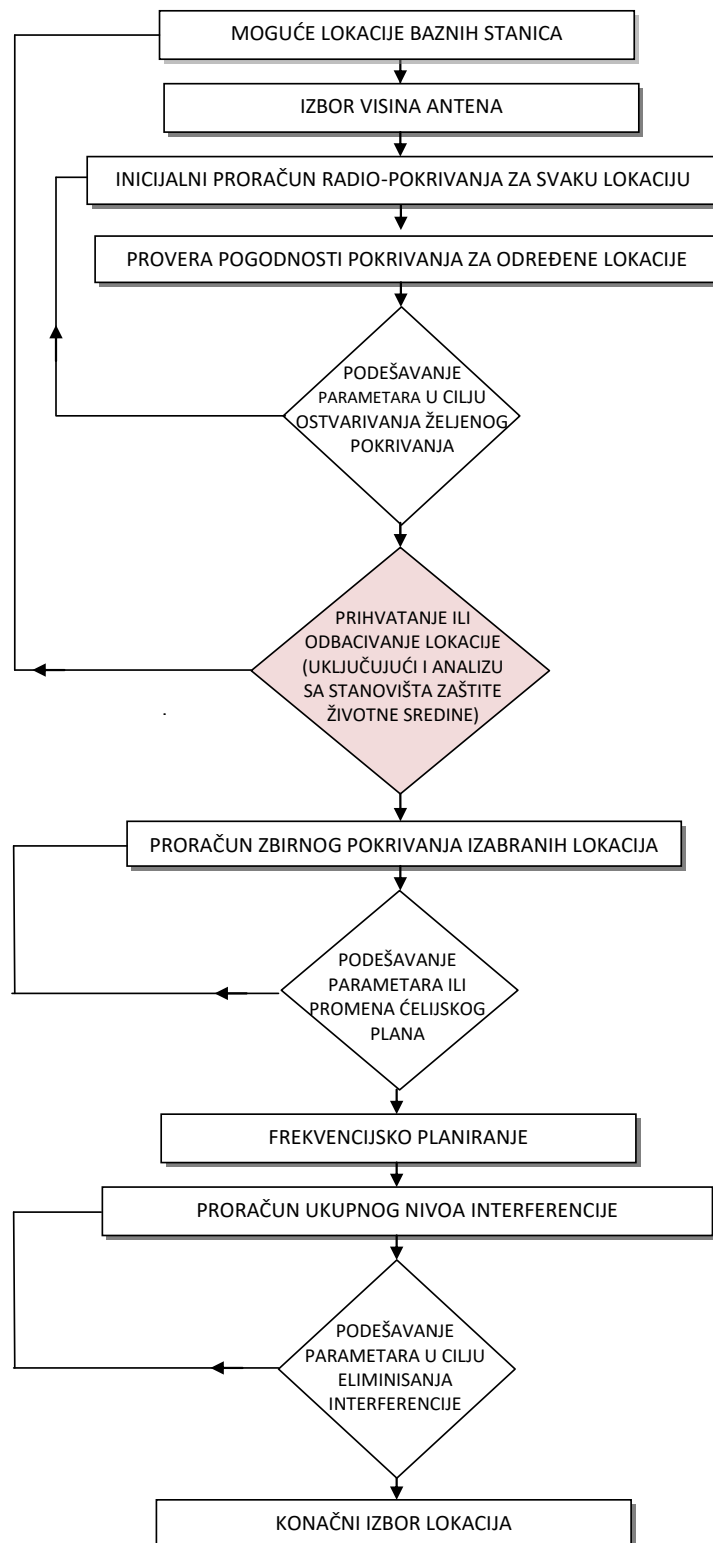 MOGUĆE LOKACIJE BAZNIH STANICA
IZBOR VISINA ANTENA
INICIJALNI PRORAČUN RADIO-POKRIVANJA ZA SVAKU LOKACIJU
PROVERA POGODNOSTI POKRIVANJA ZA ODREĐENE LOKACIJE
PODEŠAVANJE
PARAMETARA U CILJU
OSTVARIVANJA ŽELJENOG
POKRIVANJA
PRIHVATANJE ILI
ODBACIVANJE LOKACIJE
(UKLJUČUJUĆI I ANALIZU
SA STANOVIŠTA ZAŠTITE
ŽIVOTNE SREDINE)
PRORAČUN ZBIRNOG POKRIVANJA IZABRANIH LOKACIJA
PODEŠAVANJE
PARAMETARA ILI
PROMENA ĆELIJSKOG
PLANA
FREKVENCIJSKO PLANIRANJE
PRORAČUN UKUPNOG NIVOA INTERFERENCIJE
PODEŠAVANJE
PARAMETARA U CILJU
ELIMINISANJA
INTERFERENCIJE
KONAČNI IZBOR LOKACIJA